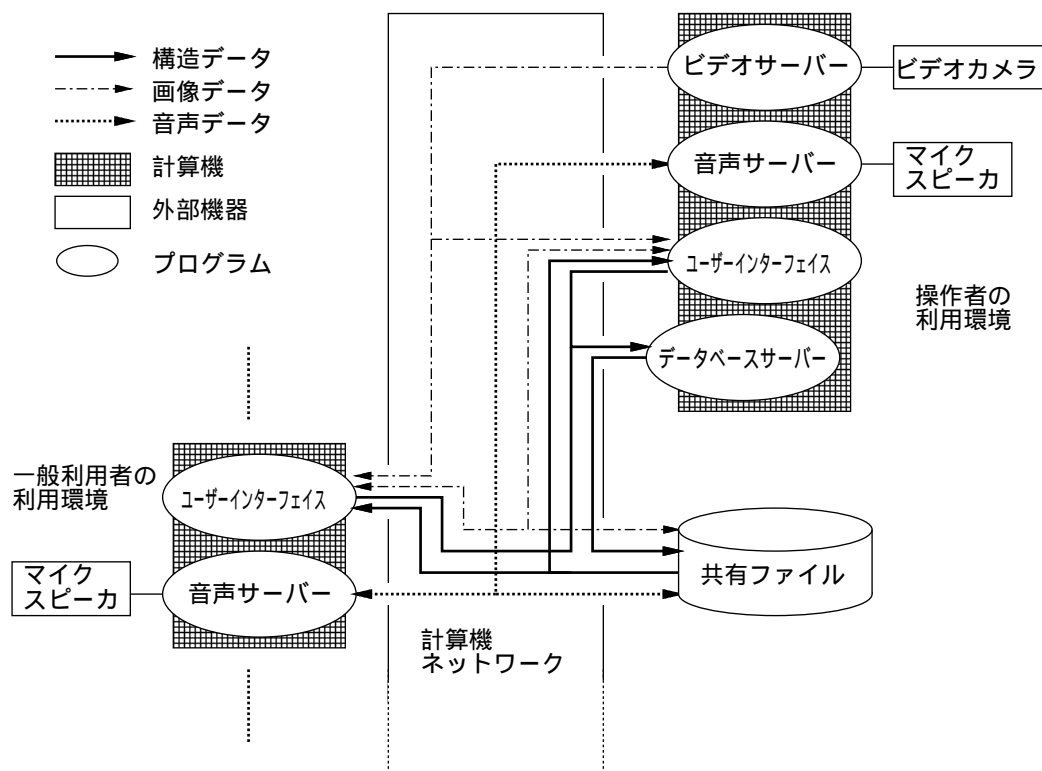 構造データ
画像データ
音声データ
計算機
外部機器
プログラム
ビデオサーバー
ビデオカメラ
音声サーバー
マイク
スピーカ
ユーザーインターフェイス
操作者の
利用環境
データベースサーバー
一般利用者の
利用環境
ユーザーインターフェイス
マイク
スピーカ
音声サーバー
共有ファイル
計算機
ネットワーク